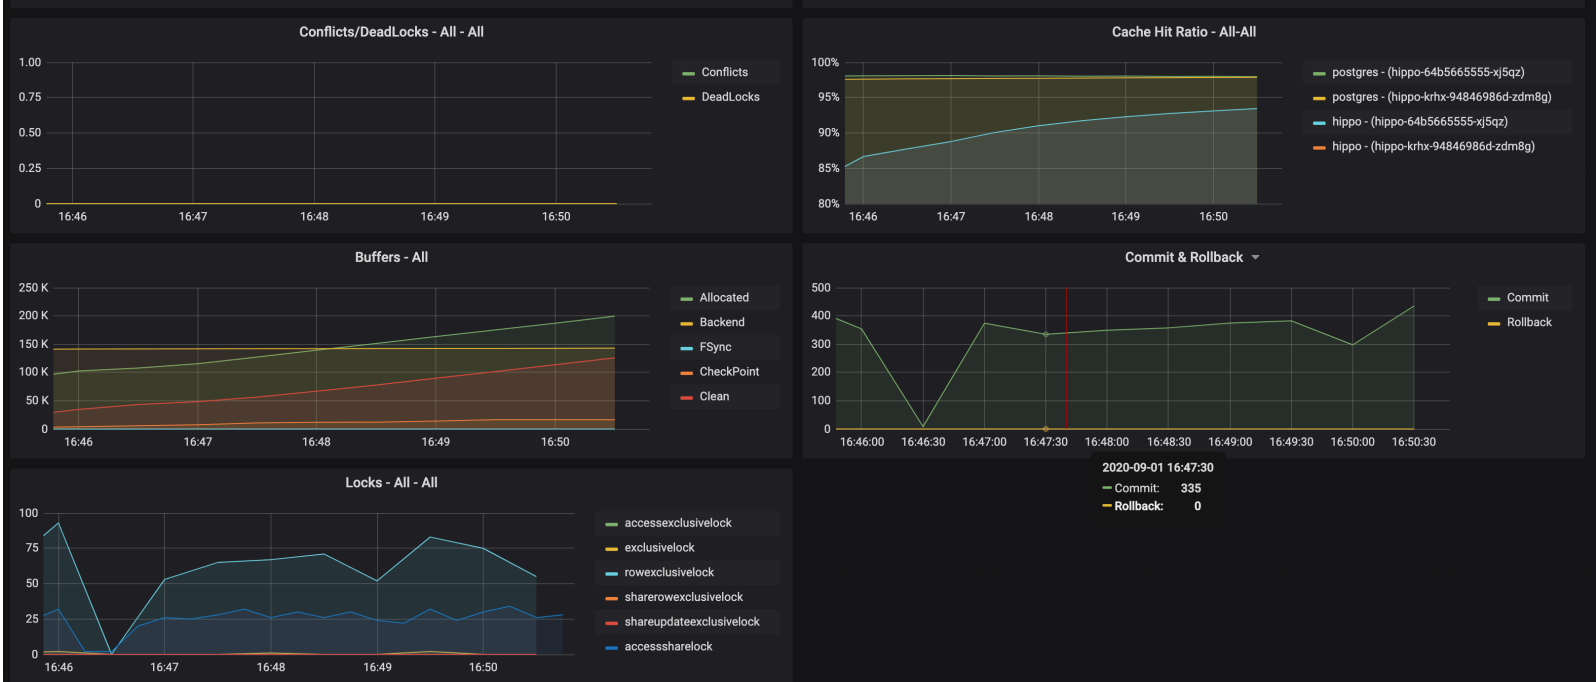 Conflicts/DeadLocks - All - All
1.00
0.75
0.50
0.25
0
16:46 16:47 16:48 16:49 16:50
Conflicts
DeadLocks
Cache Hit Ratio - All-All
100%
95%
90%
85%
80%
16:46 16:47 16:48 16:49 16:50
postgres - (hippo-64b5665555-xj5qz)
postgres - (hippo-krhx-94846986d-zdm8g)
hippo - (hippo-64b5665555-xj5qz)
hippo - (hippo-krhx-94846986d-zdm8g)
Buffers - All
250 K
200 K
150 K
100 K
50 K
0
16:46 16:47 16:48 16:49 16:50
Allocated
Backend
FSync
CheckPoint
Clean
Commit & Rollback
500
400
300
200
100
0
16:46:00 16:46:30 16:47:00 16:47:30 16:48:00 16:48:30 16:49:00 16:49:30 16:50:00 16:50:30
Commit
Rollback
2020-09-01 16:47:30
Commit: 335
Rollback: 0
Locks - All - All
100
75
50
25
0
16:46 16:47 16:48 16:49 16:50
accessexclusivelock
exclusivelock
rowexclusivelock
sharerowexclusivelock
shareupdateexclusivelock
accesssharelock